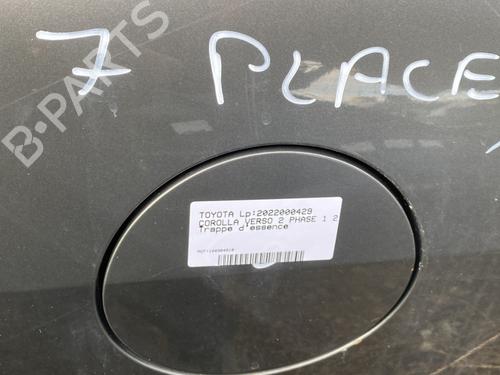 7 PLACE
B-PARTS
TOYOTA Lp:2022000429
COROLLA VERSO 2 PHASE 1 2
Trappe d'essence